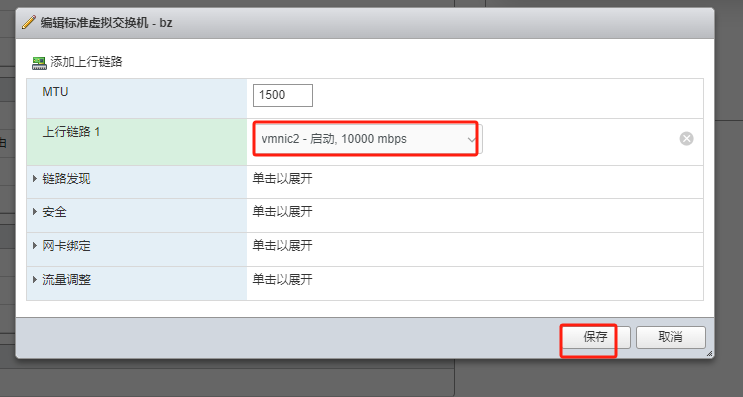 编辑标准虚拟交换机 - bz
添加上行链路
MTU 1500
上行链路 1 vmnic2 - 启动, 10000 mbps
链路发现 单击以展开
安全 单击以展开
网卡绑定 单击以展开
流量调整 单击以展开
保存 取消
由